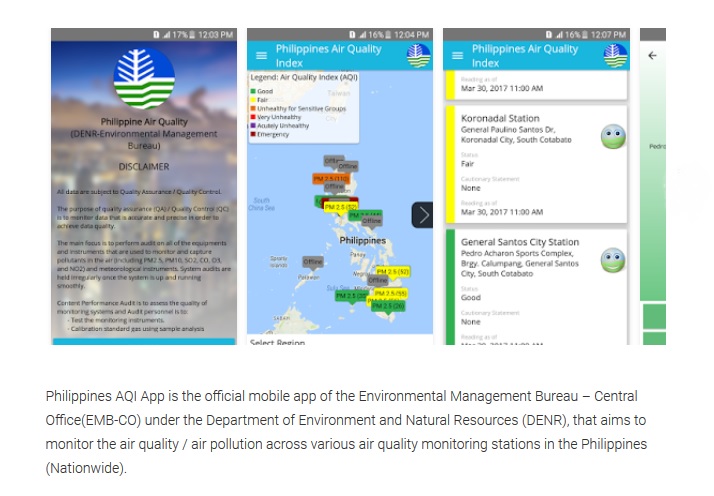 17% 12:03 PM
Philippine Air Quality
(DENR-Environmental Management
Bureau)
DISCLAIMER
All data are subject to Quality Assurance / Quality Control.
The purpose of quality assurance (QA) / Quality Control (QC)
is to monitor data that is accurate and precise in order to
achieve data quality.
The main focus is to perform audit on all of the equipments
and instruments that are used to monitor and capture
pollutants in the air (including PM2.5, PM10, SO2, CO, O3,
and NO2) and meteorological instruments. System audits are
held irregularly once the system is up and running
smoothly.
Content Performance Audit is to assess the quality of
monitoring systems and Audit personnel is to:
- Test the monitoring instruments.
- Calibration standard gas using sample analysis
16% 12:04 PM
Philippines Air Quality
Index
Legend: Air Quality Index (AQI)
Good
Fair
Unhealthy for Sensitive Groups
Very Unhealthy
Acutely Unhealthy
Emergency
Taiwan
Offline
PM 2.5 (110)
Offline
South
China Sea
PM 2.5 (52)
Offline
Philippines
Spratly
Islands
Offline
Palawan
PM 2.5 (52)
Offline
Sulu Sea
PM 2.5
PM 2.5 (55)
PM 2.5 (26)
Sabah
Select Region
16% 12:07 PM
Philippines Air Quality
Index
Reading as of
Mar 30, 2017 11:00 AM
Koronadal Station
General Paulino Santos Dr,
Koronadal City, South Cotabato
Status
Fair
Cautionary Statement
None
Reading as of
Mar 30, 2017 11:00 AM
General Santos City Station
Pedro Acharon Sports Complex,
Brgy. Calumpang, General Santos
City, South Cotabato
Status
Good
Cautionary Statement
None
Reading as of
Mar 30, 2017 11:00 AM
Pedro
Philippines AQI App is the official mobile app of the Environmental Management Bureau – Central
Office(EMB-CO) under the Department of Environment and Natural Resources (DENR), that aims to
monitor the air quality / air pollution across various air quality monitoring stations in the Philippines
(Nationwide).